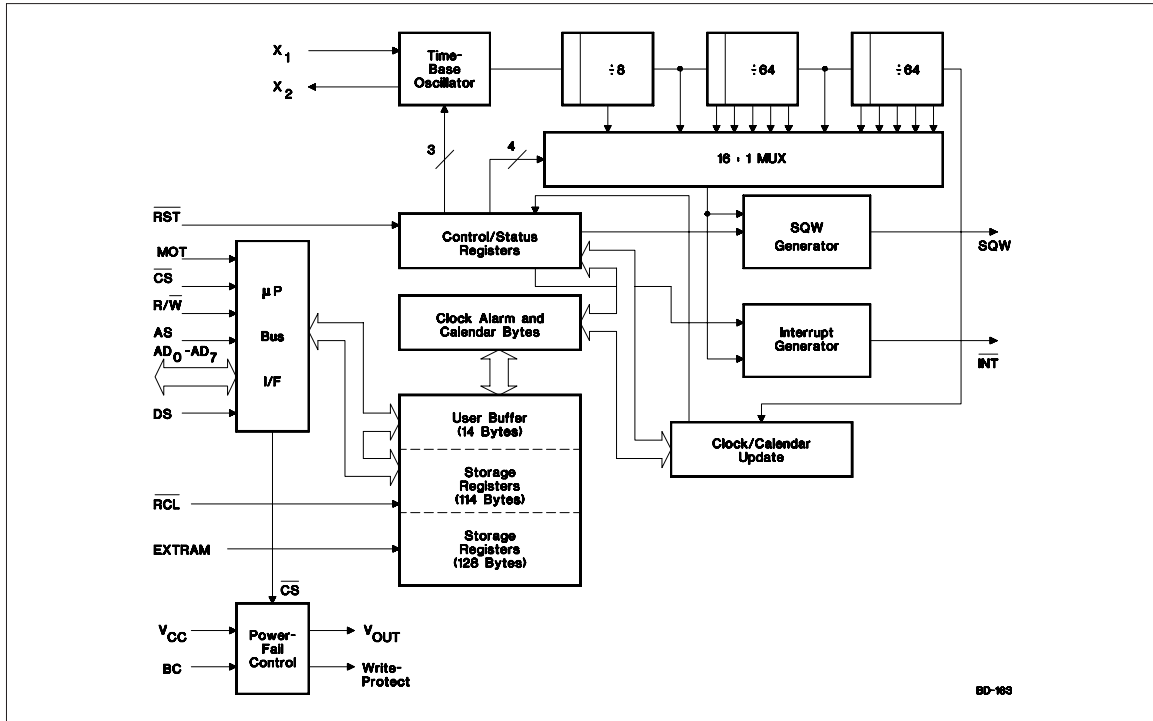 X1
X2
Time-
Base
Oscillator
÷8
÷64
÷64
3
4
16 : 1 MUX
RST
Control/Status
Registers
SQW
Generator
SQW
MOT
CS
R/W
AS
AD0-AD7
DS
µP
Bus
I/F
Clock Alarm and
Calendar Bytes
Interrupt
Generator
INT
User Buffer
(14 Bytes)
Clock/Calendar
Update
Storage
Registers
(114 Bytes)
RCL
Storage
Registers
(128 Bytes)
EXTRAM
CS
VCC
BC
Power-
Fail
Control
VOUT
Write-
Protect
BD-163